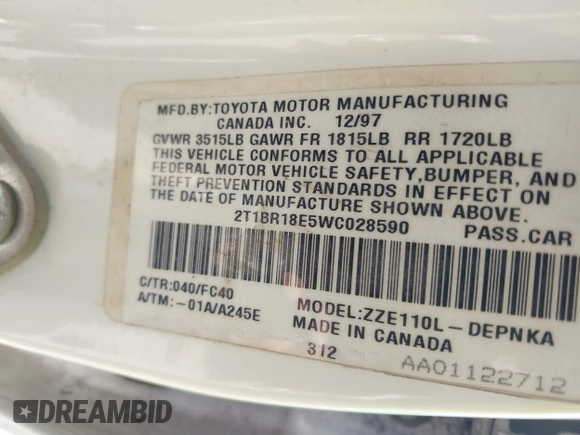 MFD.BY:TOYOTA MOTOR MANUFACTURING
CANADA INC. 12/97
GVWR 3515LB GAWR FR 1815LB RR 1720LB
THIS VEHICLE CONFORMS TO ALL APPLICABLE
FEDERAL MOTOR VEHICLE SAFETY,BUMPER, AND
THEFT PREVENTION STANDARDS IN EFFECT ON
THE DATE OF MANUFACTURE SHOWN ABOVE.
2T1BR18E5WC028590 PASS.CAR
C/TR:040/FC40
A/TM:-01A/A245E
MODEL:ZZE110L-DEPNKA
MADE IN CANADA
312
AA01122712
DREAMBID